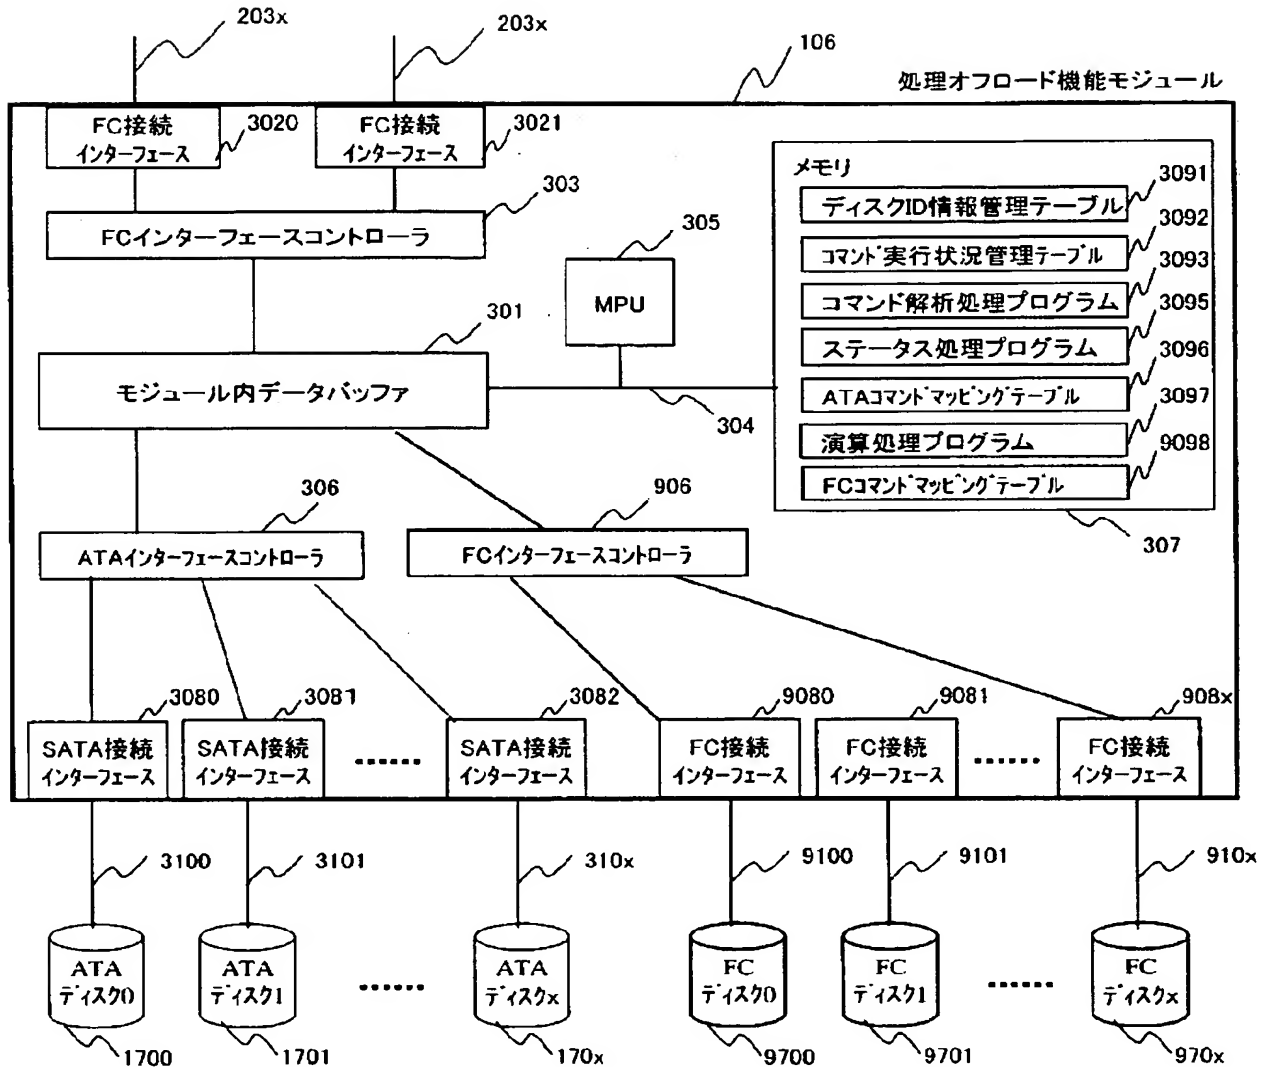 203x
203x
106
処理オフロード機能モジュール
FC接続
インターフェース
3020
FC接続
インターフェース
3021
303
FCインターフェースコントローラ
305
MPU
メモリ
ディスクID情報管理テーブル
3091
コマンド実行状況管理テーブル
3092
コマンド解析処理プログラム
3093
ステータス処理プログラム
3095
ATAコマンドマッピングテーブル
3096
演算処理プログラム
3097
FCコマンドマッピングテーブル
9098
307
301
モジュール内データバッファ
304
306
ATAインターフェースコントローラ
906
FCインターフェースコントローラ
3080
SATA接続
インターフェース
3081
SATA接続
インターフェース
3082
SATA接続
インターフェース
9080
FC接続
インターフェース
9081
FC接続
インターフェース
908x
FC接続
インターフェース
3100
3101
310x
9100
9101
910x
ATA
ディスク0
ATA
ディスク1
ATA
ディスクx
FC
ディスク0
FC
ディスク1
FC
ディスクx
1700
1701
170x
9700
9701
970x